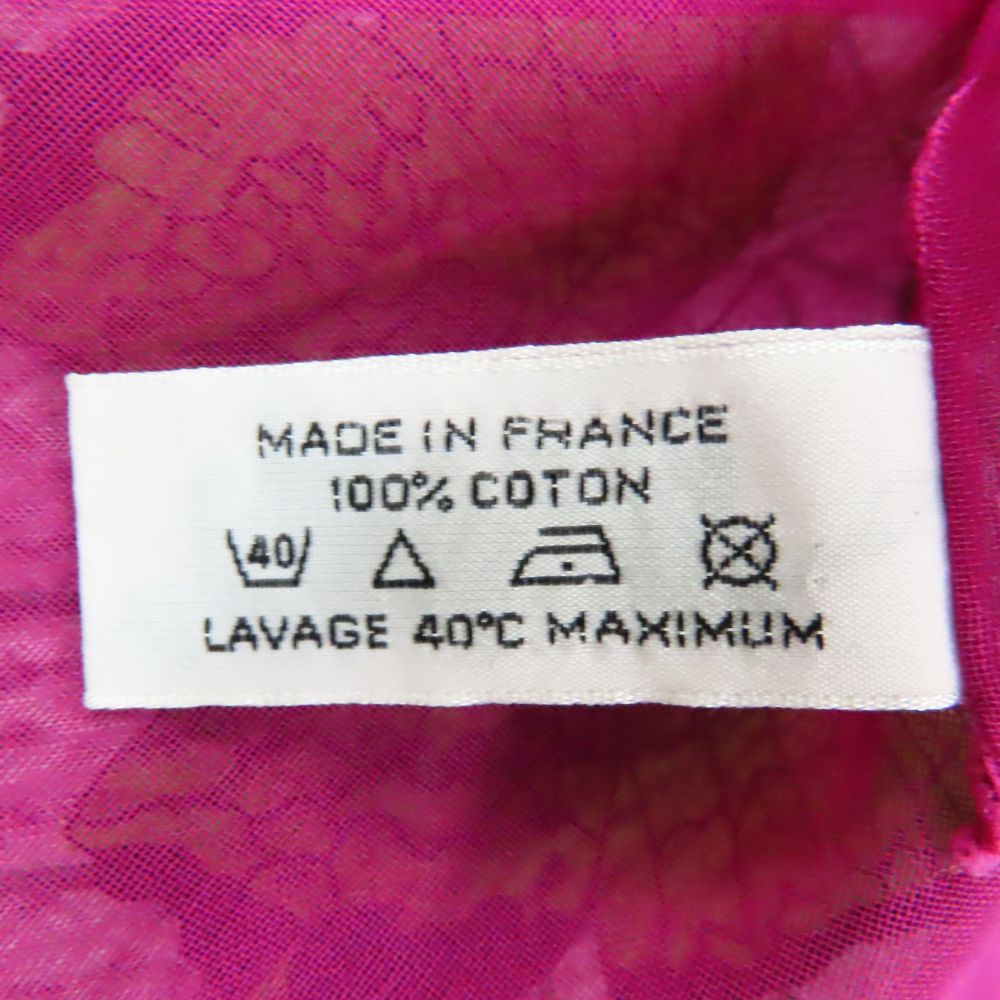 MADE IN FRANCE
100% COTON
40
LAVAGE 40°C MAXIMUM